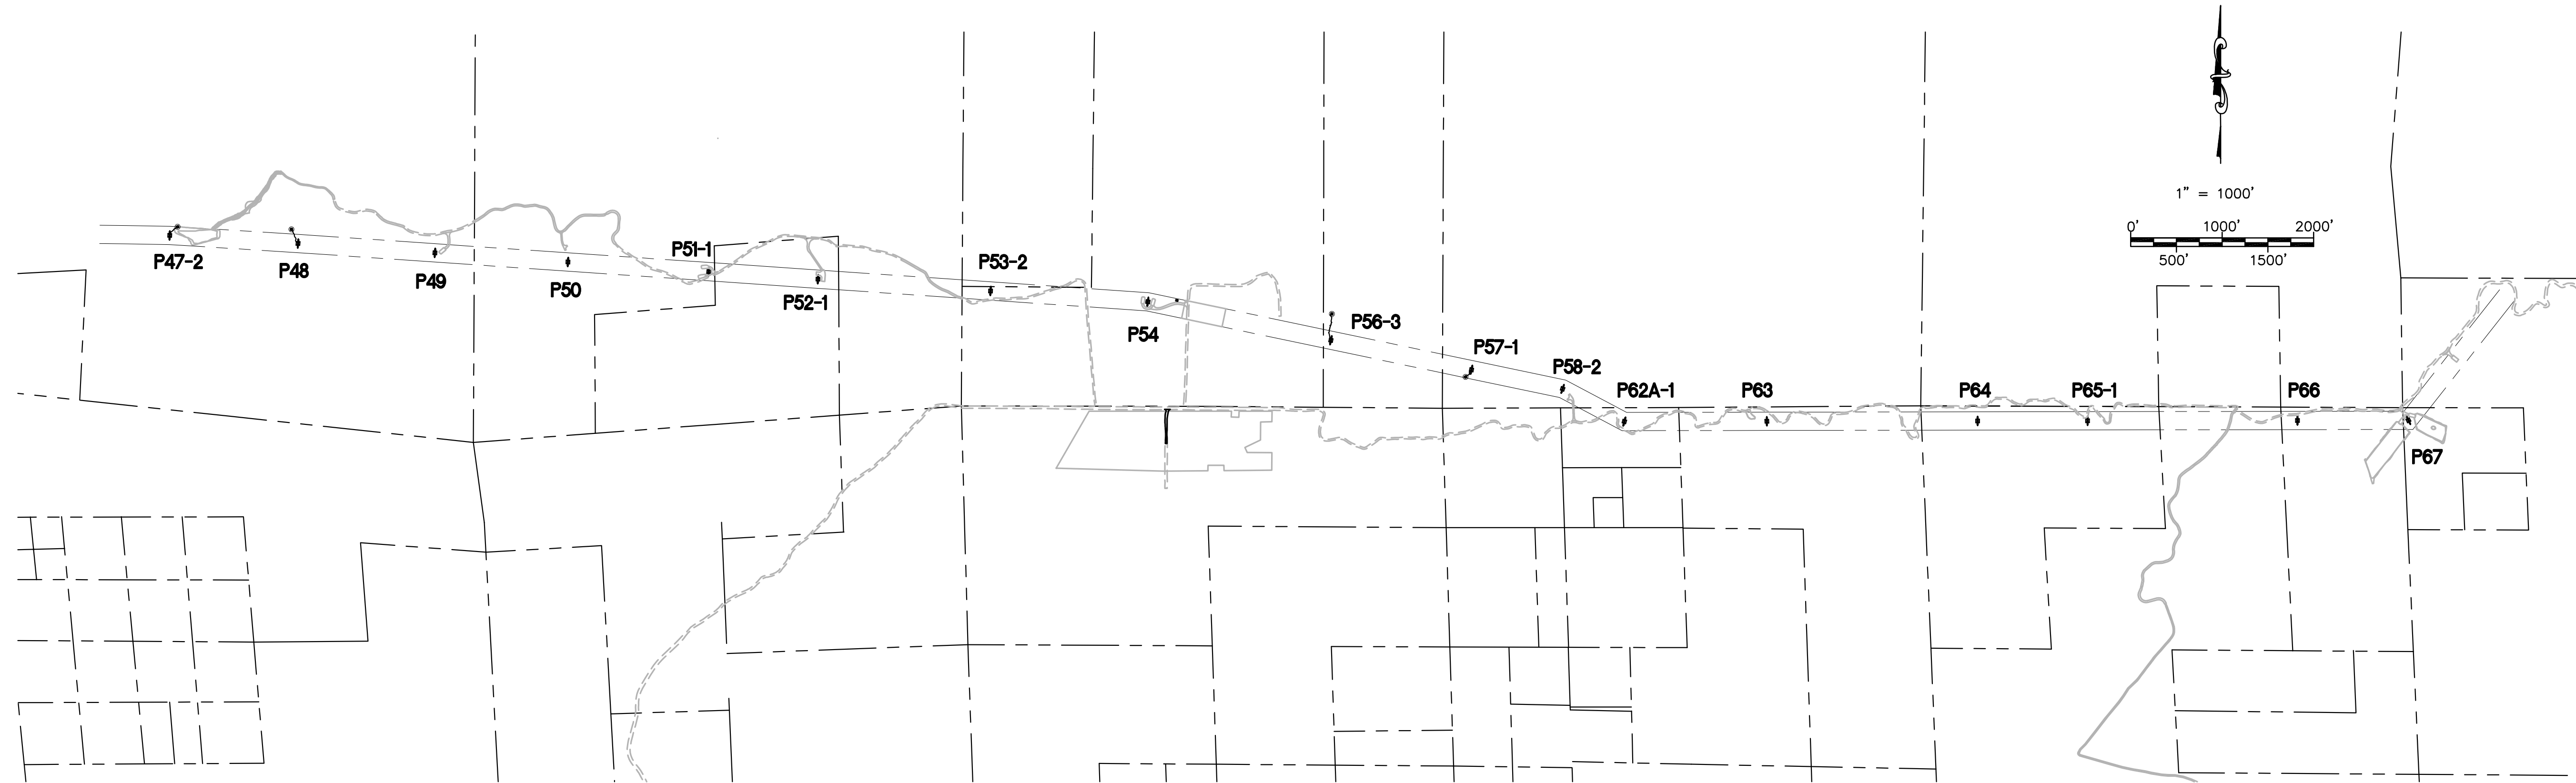 1" = 1000'
0' 1000' 2000'
500' 1500'
P47-2
P48
P49
P50
P51-1
P52-1
P53-2
P54
P56-3
P57-1
P58-2
P62A-1
P63
P64
P65-1
P66
P67